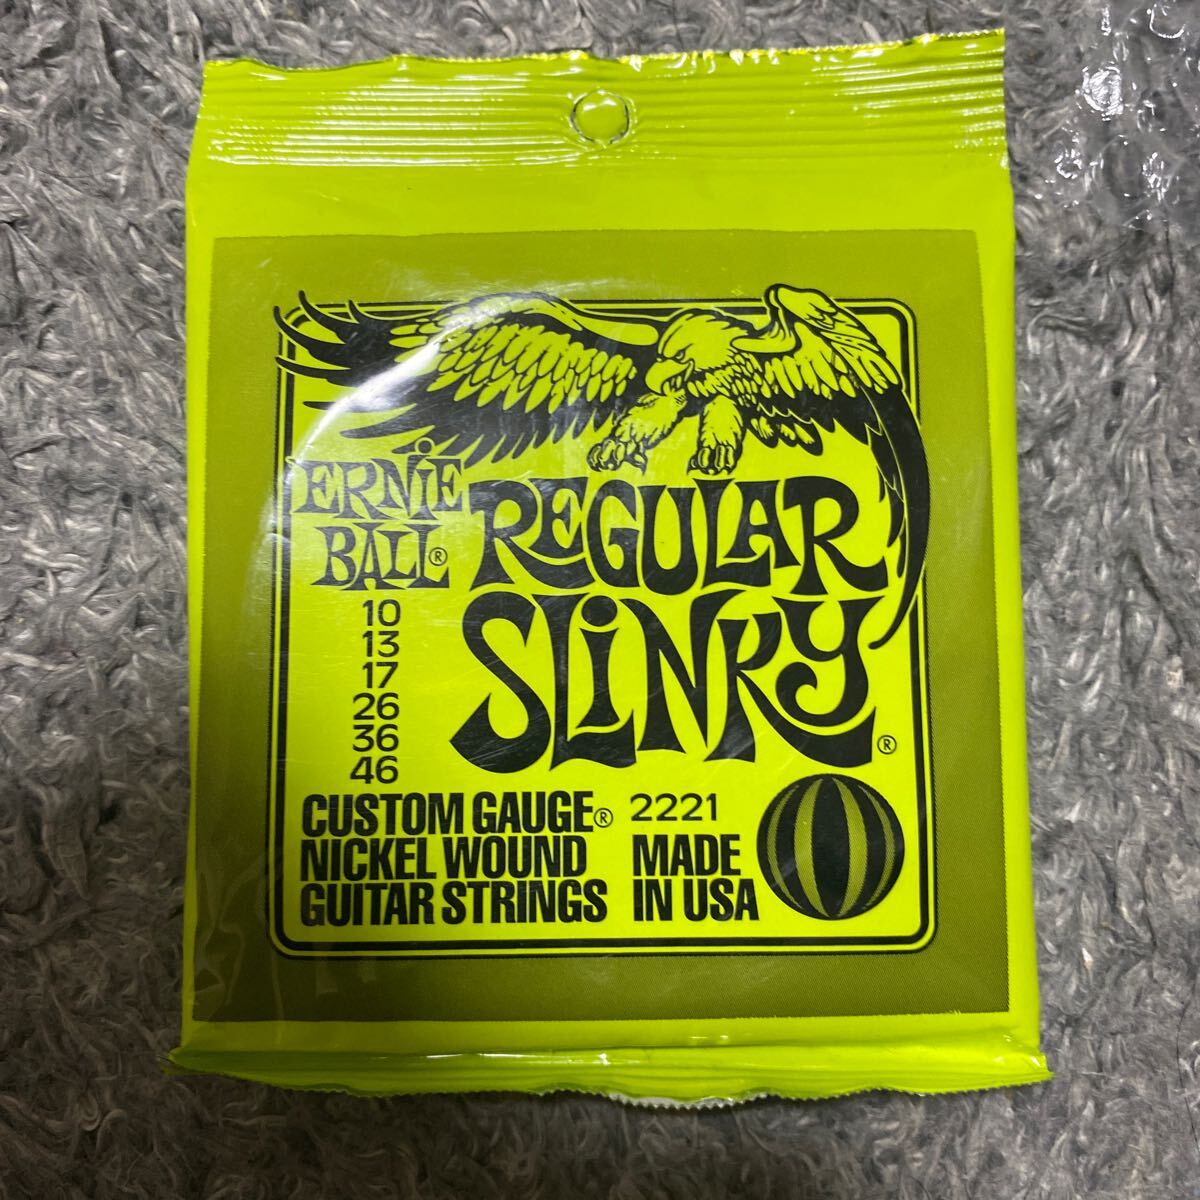 ERNIE
BALL®
REGULAR
SLINKY®
10
13
17
26
36
46
CUSTOM GAUGE® 2221
NICKEL WOUND MADE
GUITAR STRINGS IN USA